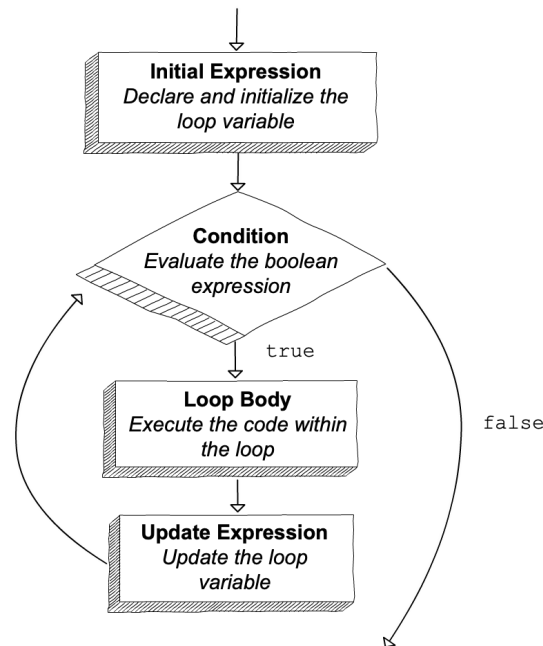 Initial Expression
Declare and initialize the
loop variable
Condition
Evaluate the boolean
expression
true
Loop Body
Execute the code within
the loop
false
Update Expression
Update the loop
variable